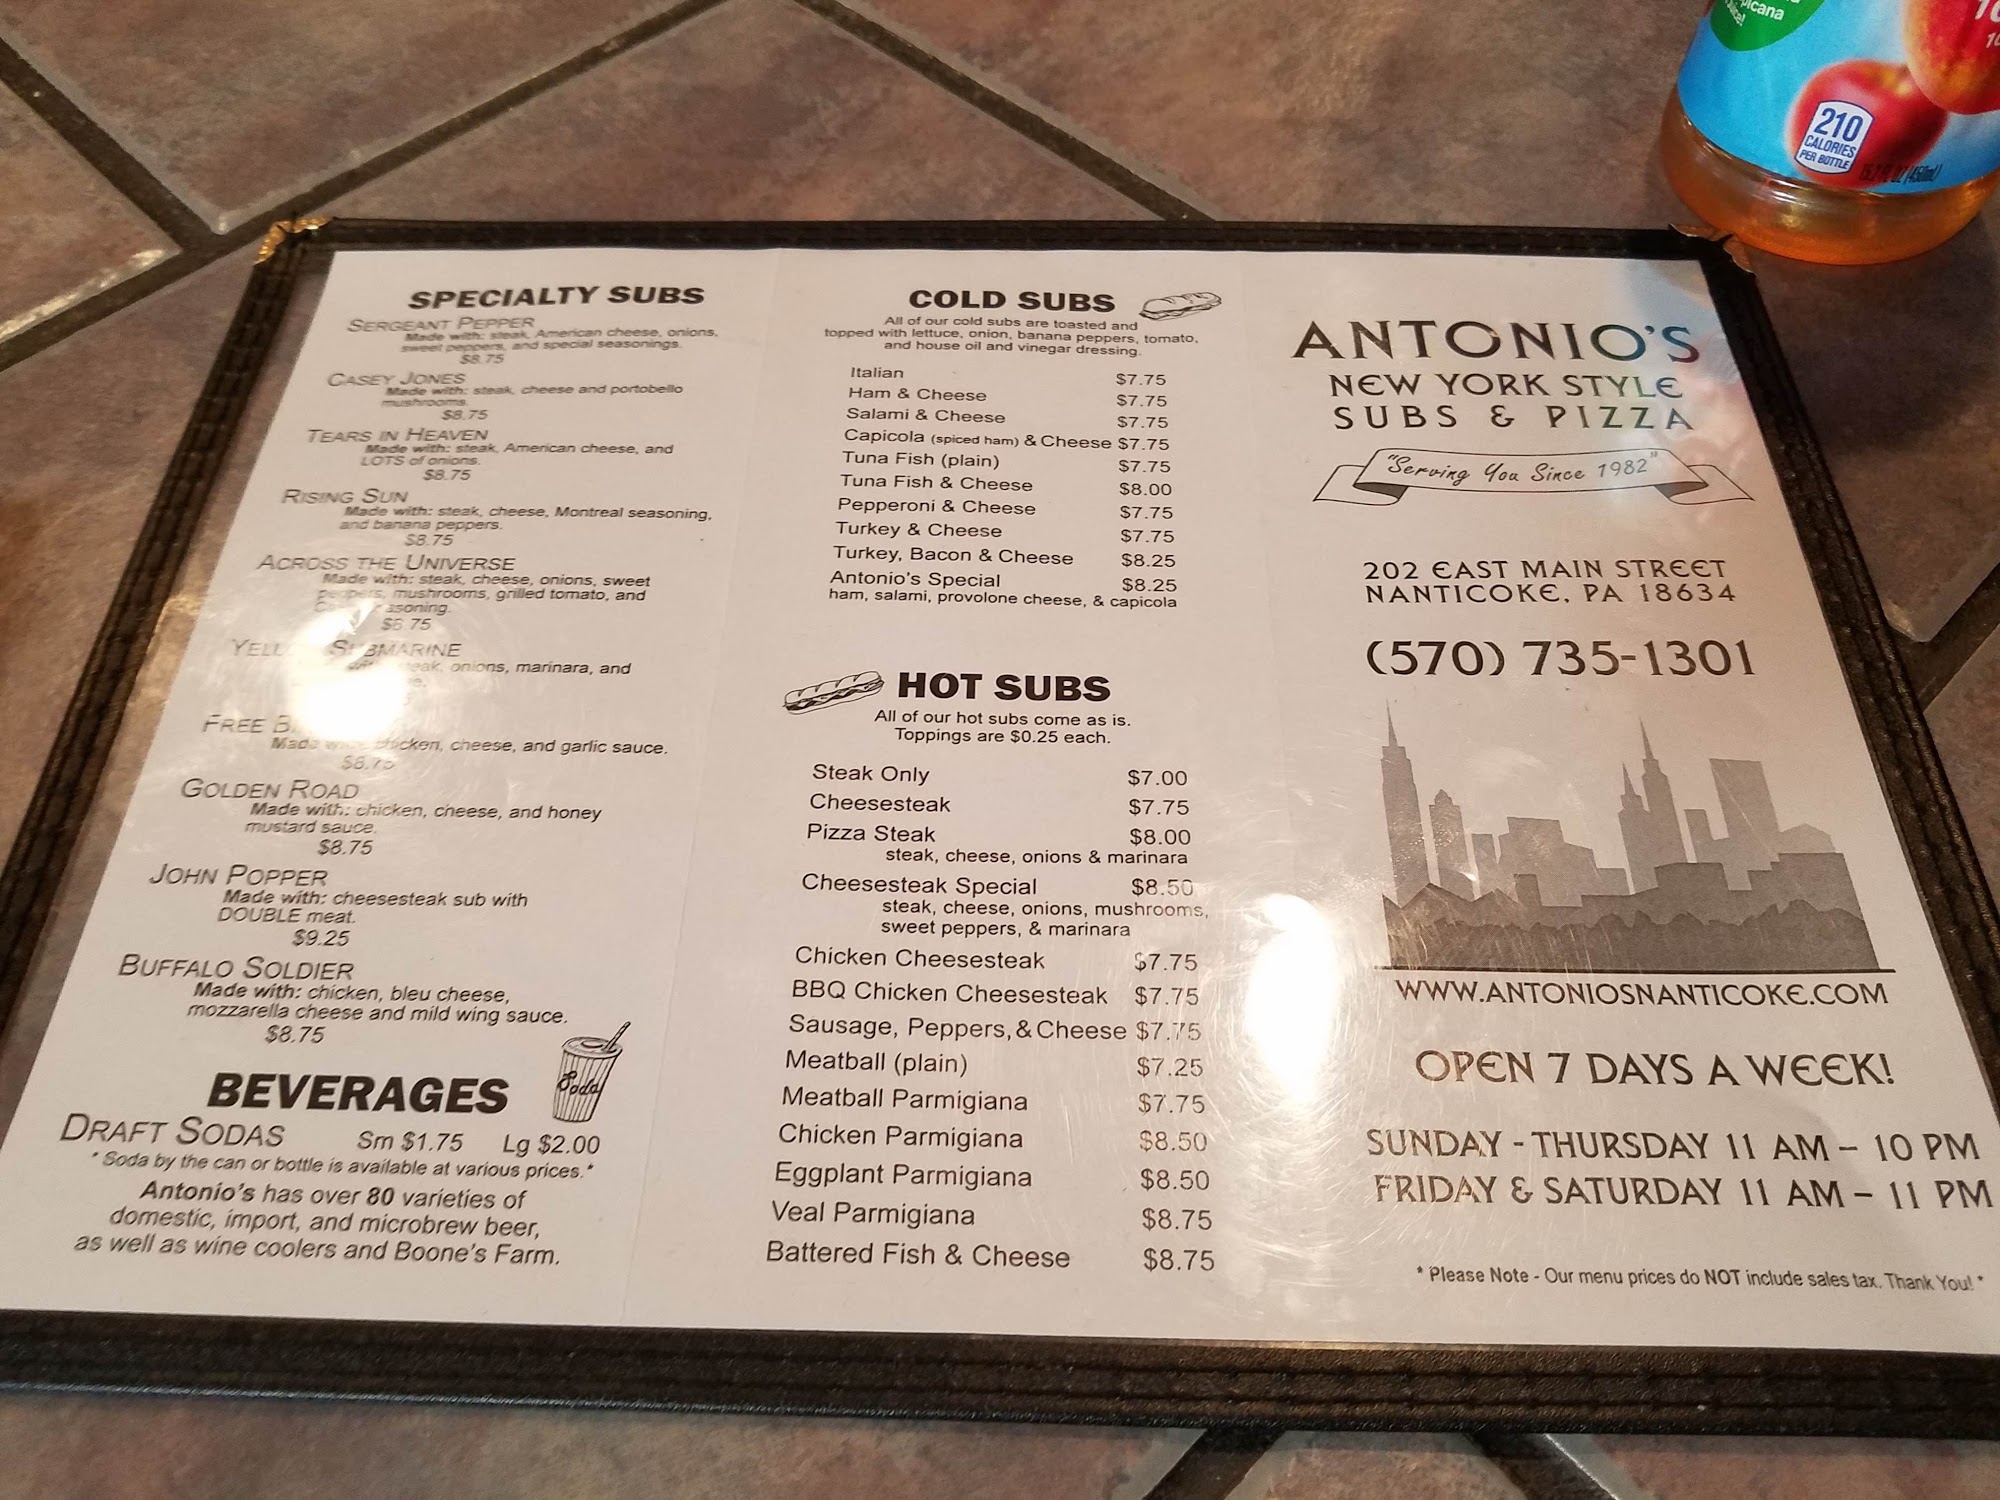 SPECIALTY SUBS
SERGEANT PEPPER
Made with: steak, American cheese, onions,
sweet peppers, and special seasonings.
$8.75
CASEY JONES
Made with: steak, cheese and portobello
mushrooms.
$8.75
TEARS IN HEAVEN
Made with: steak, American cheese, and
LOTS of onions.
$8.75
RISING SUN
Made with: steak, cheese, Montreal seasoning,
and banana peppers.
$8.75
ACROSS THE UNIVERSE
Made with: steak, cheese, onions, sweet
peppers, mushrooms, grilled tomato, and
$8.75
SUBMARINE
steak, onions, marinara, and
FREE
Made with: chicken, cheese, and garlic sauce.
$8.75
GOLDEN ROAD
Made with: chicken, cheese, and honey
mustard sauce.
$8.75
JOHN POPPER
Made with: cheesesteak sub with
DOUBLE meat.
$9.25
BUFFALO SOLDIER
Made with: chicken, bleu cheese,
mozzarella cheese and mild wing sauce.
$8.75
BEVERAGES
Soda
DRAFT SODAS Sm $1.75 Lg $2.00
* Soda by the can or bottle is available at various prices.*
Antonio's has over 80 varieties of
domestic, import, and microbrew beer,
as well as wine coolers and Boone's Farm.
COLD SUBS
All of our cold subs are toasted and
topped with lettuce, onion, banana peppers, tomato,
and house oil and vinegar dressing.
Italian $7.75
Ham & Cheese $7.75
Salami & Cheese $7.75
Capicola (spiced ham) & Cheese $7.75
Tuna Fish (plain) $7.75
Tuna Fish & Cheese $8.00
Pepperoni & Cheese $7.75
Turkey & Cheese $7.75
Turkey, Bacon & Cheese $8.25
Antonio's Special $8.25
ham, salami, provolone cheese, & capicola
HOT SUBS
All of our hot subs come as is.
Toppings are $0.25 each.
Steak Only $7.00
Cheesesteak $7.75
Pizza Steak $8.00
steak, cheese, onions & marinara
Cheesesteak Special $8.50
steak, cheese, onions, mushrooms,
sweet peppers, & marinara
Chicken Cheesesteak $7.75
BBQ Chicken Cheesesteak $7.75
Sausage, Peppers, & Cheese $7.75
Meatball (plain) $7.25
Meatball Parmigiana $7.75
Chicken Parmigiana $8.50
Eggplant Parmigiana $8.50
Veal Parmigiana $8.75
Battered Fish & Cheese $8.75
ANTONIO'S
NEW YORK STYLE
SUBS & PIZZA
"Serving You Since 1982"
202 EAST MAIN STREET
NANTICOKE, PA 18634
(570) 735-1301
WWW.ANTONIOSNANTICOKE.COM
OPEN 7 DAYS A WEEK!
SUNDAY - THURSDAY 11 AM – 10 PM
FRIDAY & SATURDAY 11 AM – 11 PM
* Please Note - Our menu prices do NOT include sales tax. Thank You! *
210
CALORIES
PER BOTTLE
15.2 FL OZ (450mL)